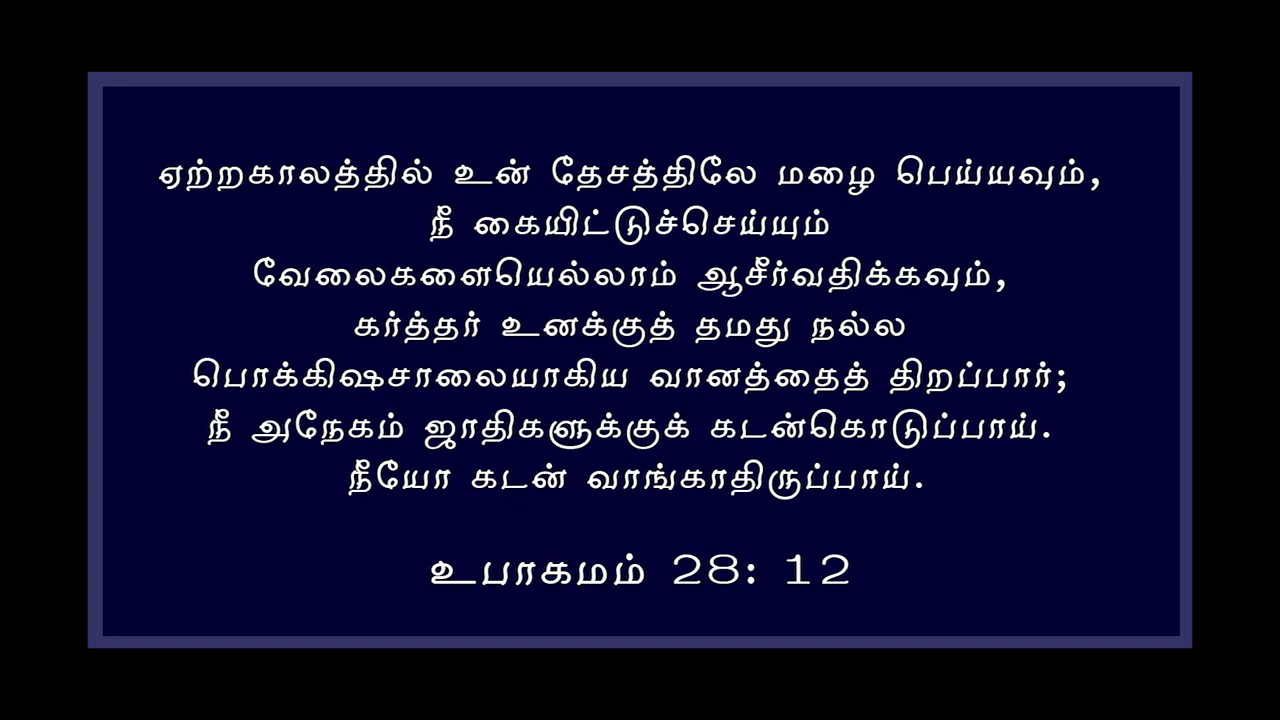 ஏற்றகாலத்தில் உன் தேசத்திலே மழை பெய்யவும்,
நீ கையிட்டுச்செய்யும்
வேலைகளையெல்லாம் ஆசீர்வதிக்கவும்,
கர்த்தர் உனக்குத் தமது நல்ல
பொக்கிஷசாலையாகிய வானத்தைத் திறப்பார்;
நீ அநேகம் ஜாதிகளுக்குக் கடன்கொடுப்பாய்.
நீயோ கடன் வாங்காதிருப்பாய்.
உபாகமம் 28: 12